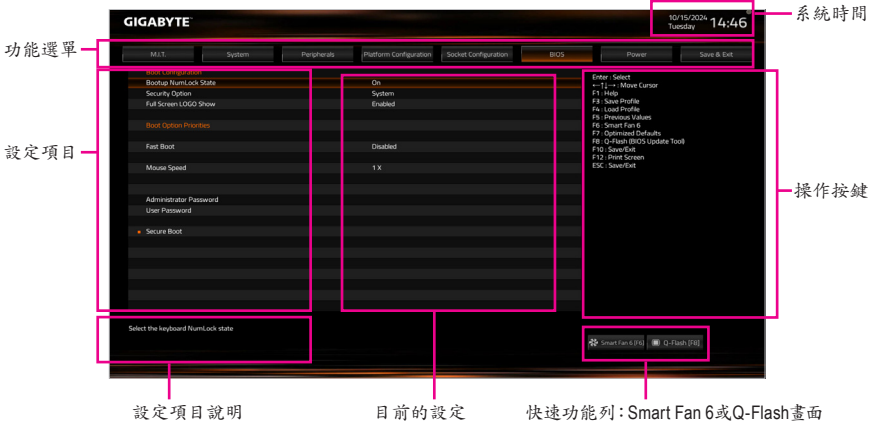 GIGABYTE™
10/15/2024 Tuesday 14:46
系統時間
功能選單
M.I.T. System Peripherals Platform Configuration Socket Configuration BIOS Power Save & Exit
設定項目
Boot Configuration
Bootup NumLock State On
Security Option System
Full Screen LOGO Show Enabled
Boot Option Priorities
Fast Boot Disabled
Mouse Speed 1 X
Administrator Password
User Password
Secure Boot
Enter : Select
←↑↓→ : Move Cursor
F1 : Help
F3 : Save Profile
F4 : Load Profile
F5 : Previous Values
F6 : Smart Fan 6
F7 : Optimized Defaults
F8 : Q-Flash (BIOS Update Tool)
F10 : Save/Exit
F12 : Print Screen
ESC : Save/Exit
操作按鍵
Select the keyboard NumLock state
Smart Fan 6 [F6] Q-Flash [F8]
設定項目說明
目前的設定
快速功能列：Smart Fan 6或Q-Flash畫面